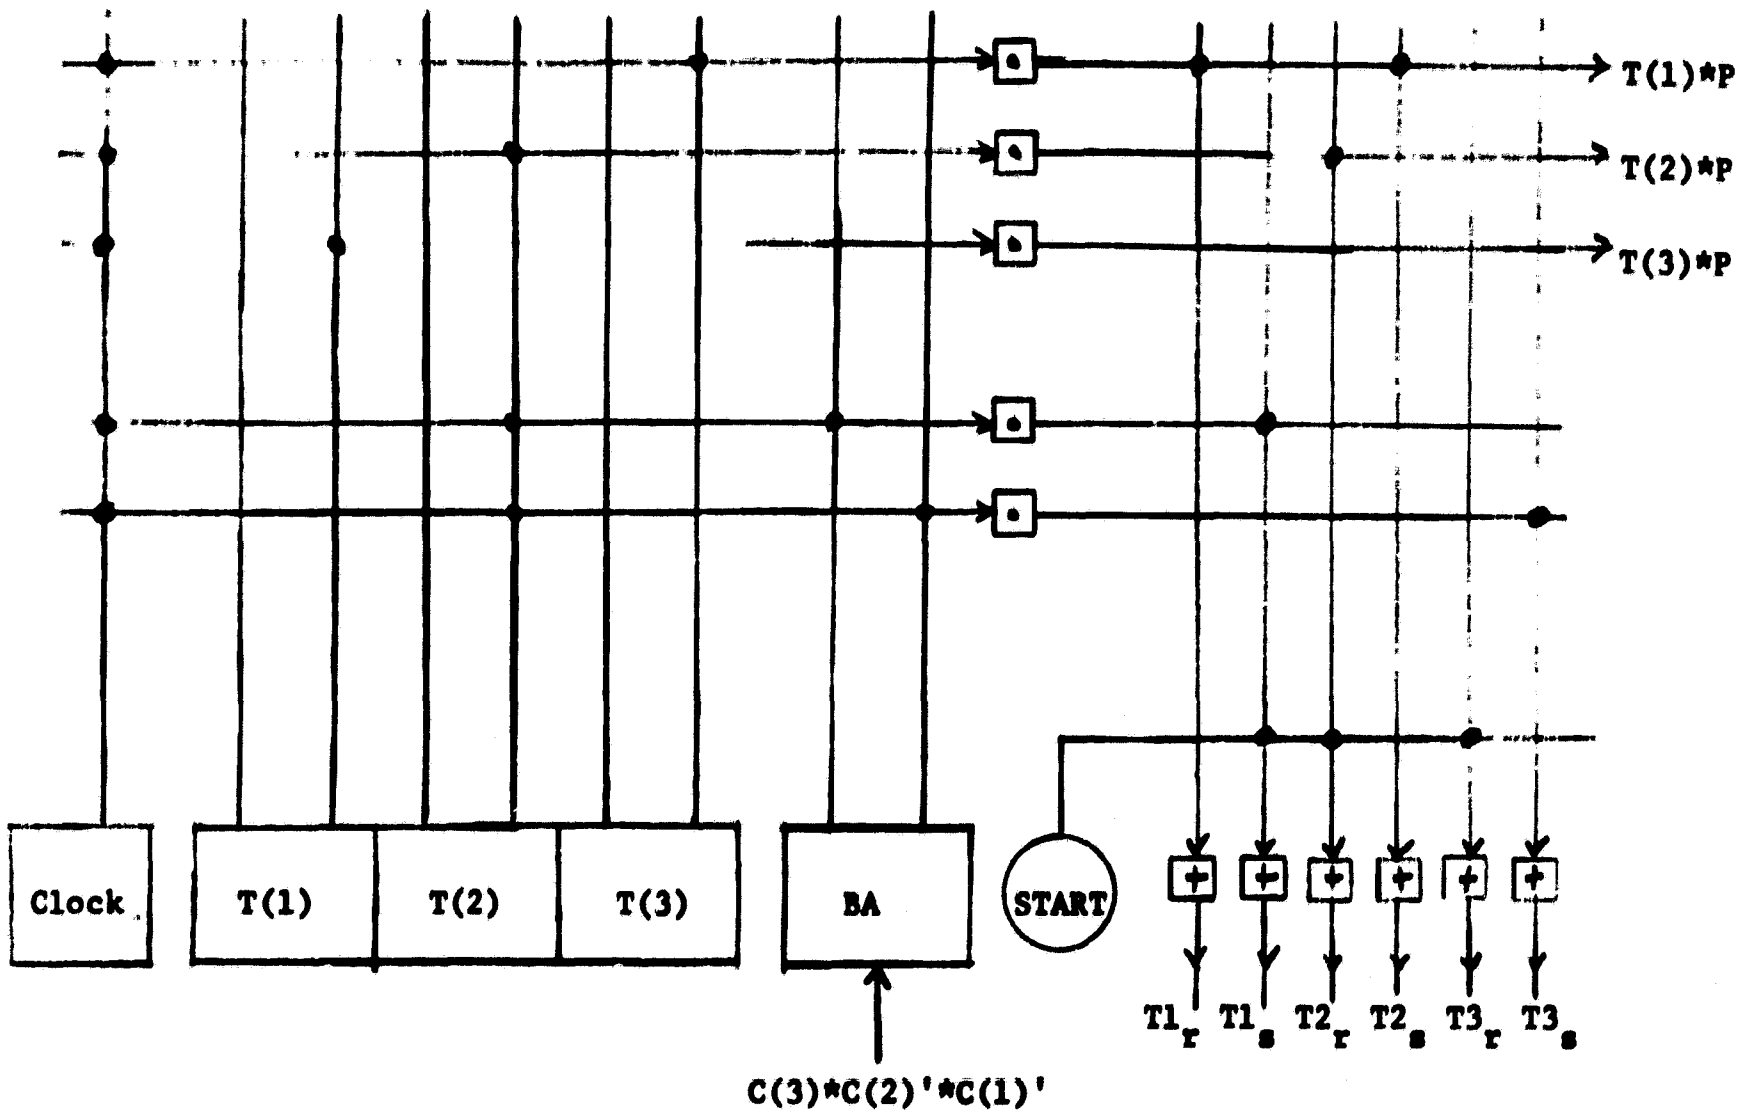 T(1)*P
T(2)*P
T(3)*P
Clock
T(1)
T(2)
T(3)
BA
START
+ + + + + +
T1r T1s T2r T2s T3r T3s
C(3)*C(2)'*C(1)'